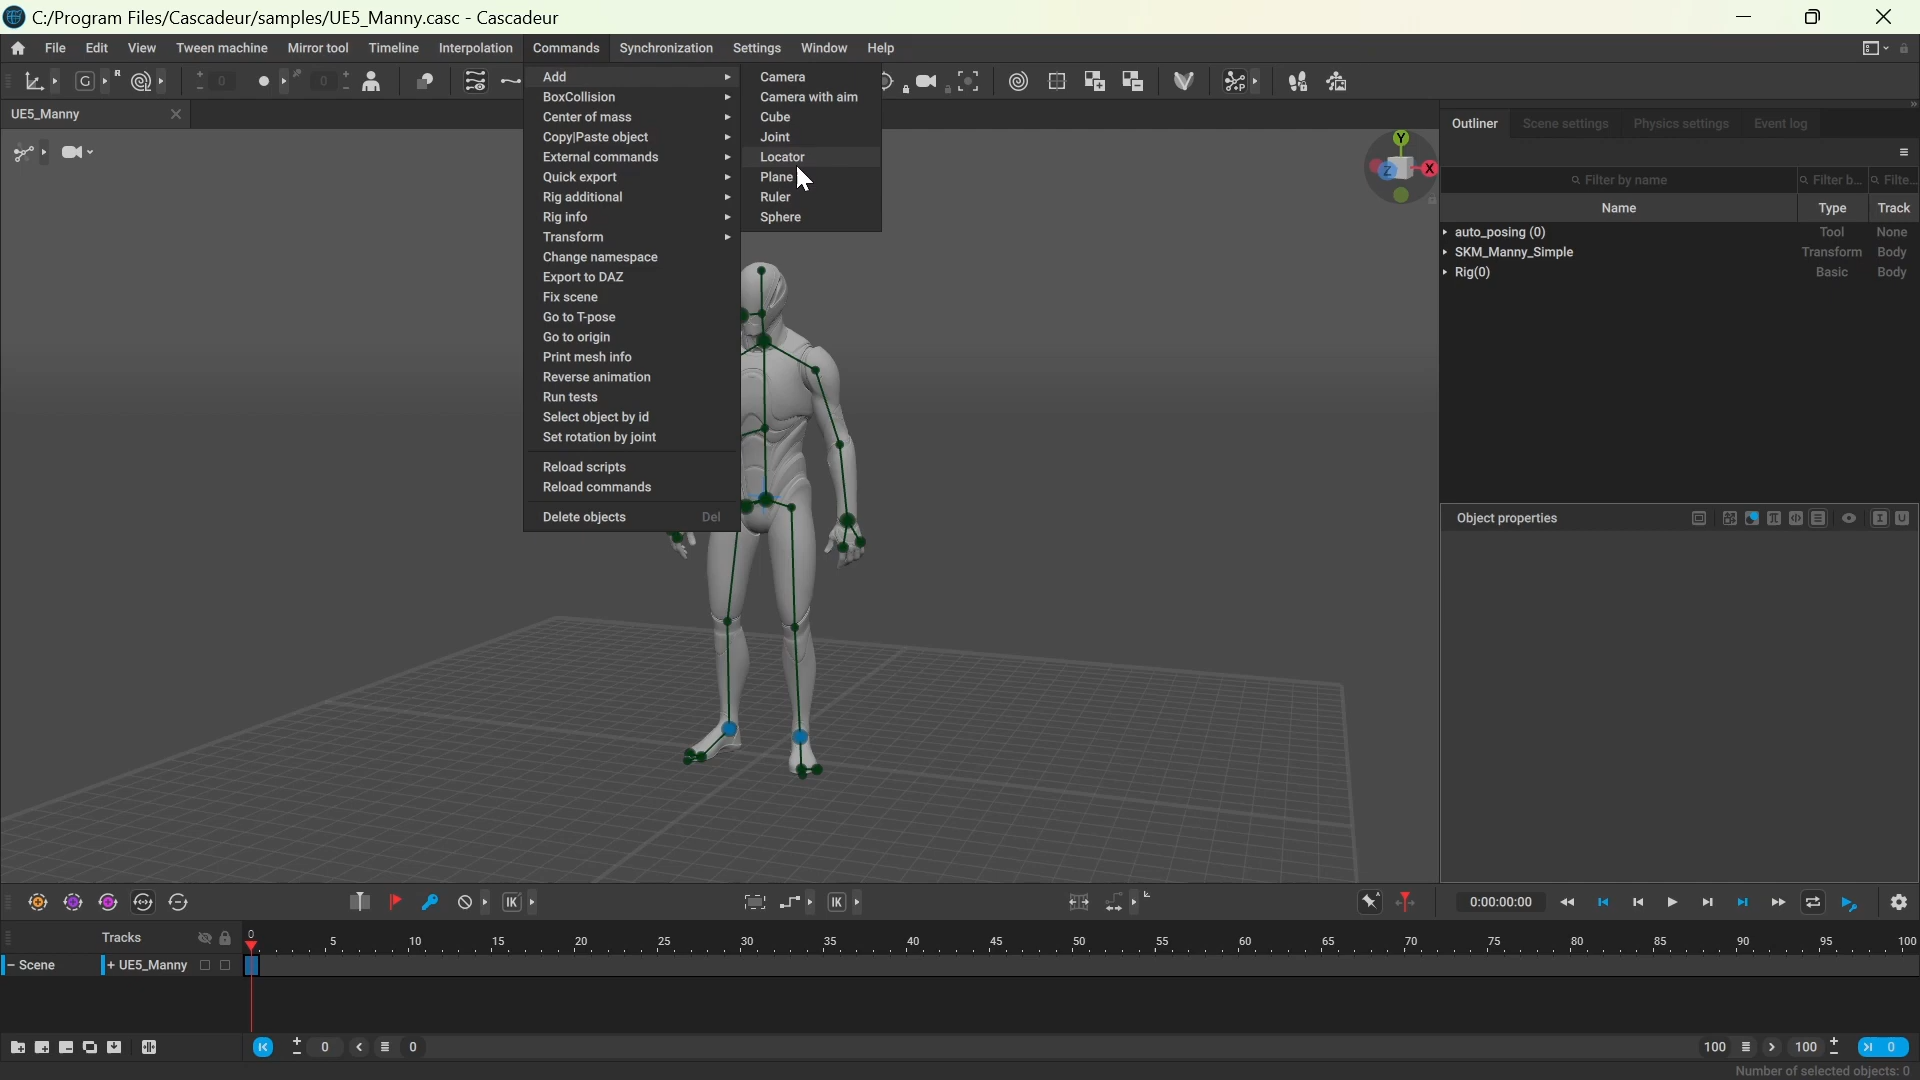 C:/Program Files/Cascadeur/samples/UE5_Manny.casc - Cascadeur
File Edit View Tween machine Mirror tool Timeline Interpolation Commands Synchronization Settings Window Help
G R 0 0
UE5_Manny
Add
BoxCollision
Center of mass
Copy|Paste object
External commands
Quick export
Rig additional
Rig info
Transform
Change namespace
Export to DAZ
Fix scene
Go to T-pose
Go to origin
Print mesh info
Reverse animation
Run tests
Select object by id
Set rotation by joint
Reload scripts
Reload commands
Delete objects Del
Camera
Camera with aim
Cube
Joint
Locator
Plane
Ruler
Sphere
Y
Z X
Outliner Scene settings Physics settings Event log
Filter by name Filter b... Filte...
Name Type Track
auto_posing (0) Tool None
SKM_Manny_Simple Transform Body
Rig(0) Basic Body
Object properties
IK IK 0:00:00:00
Tracks 0 5 10 15 20 25 30 35 40 45 50 55 60 65 70 75 80 85 90 95 100
- Scene + UE5_Manny
0 0 100 100 0
Number of selected objects: 0